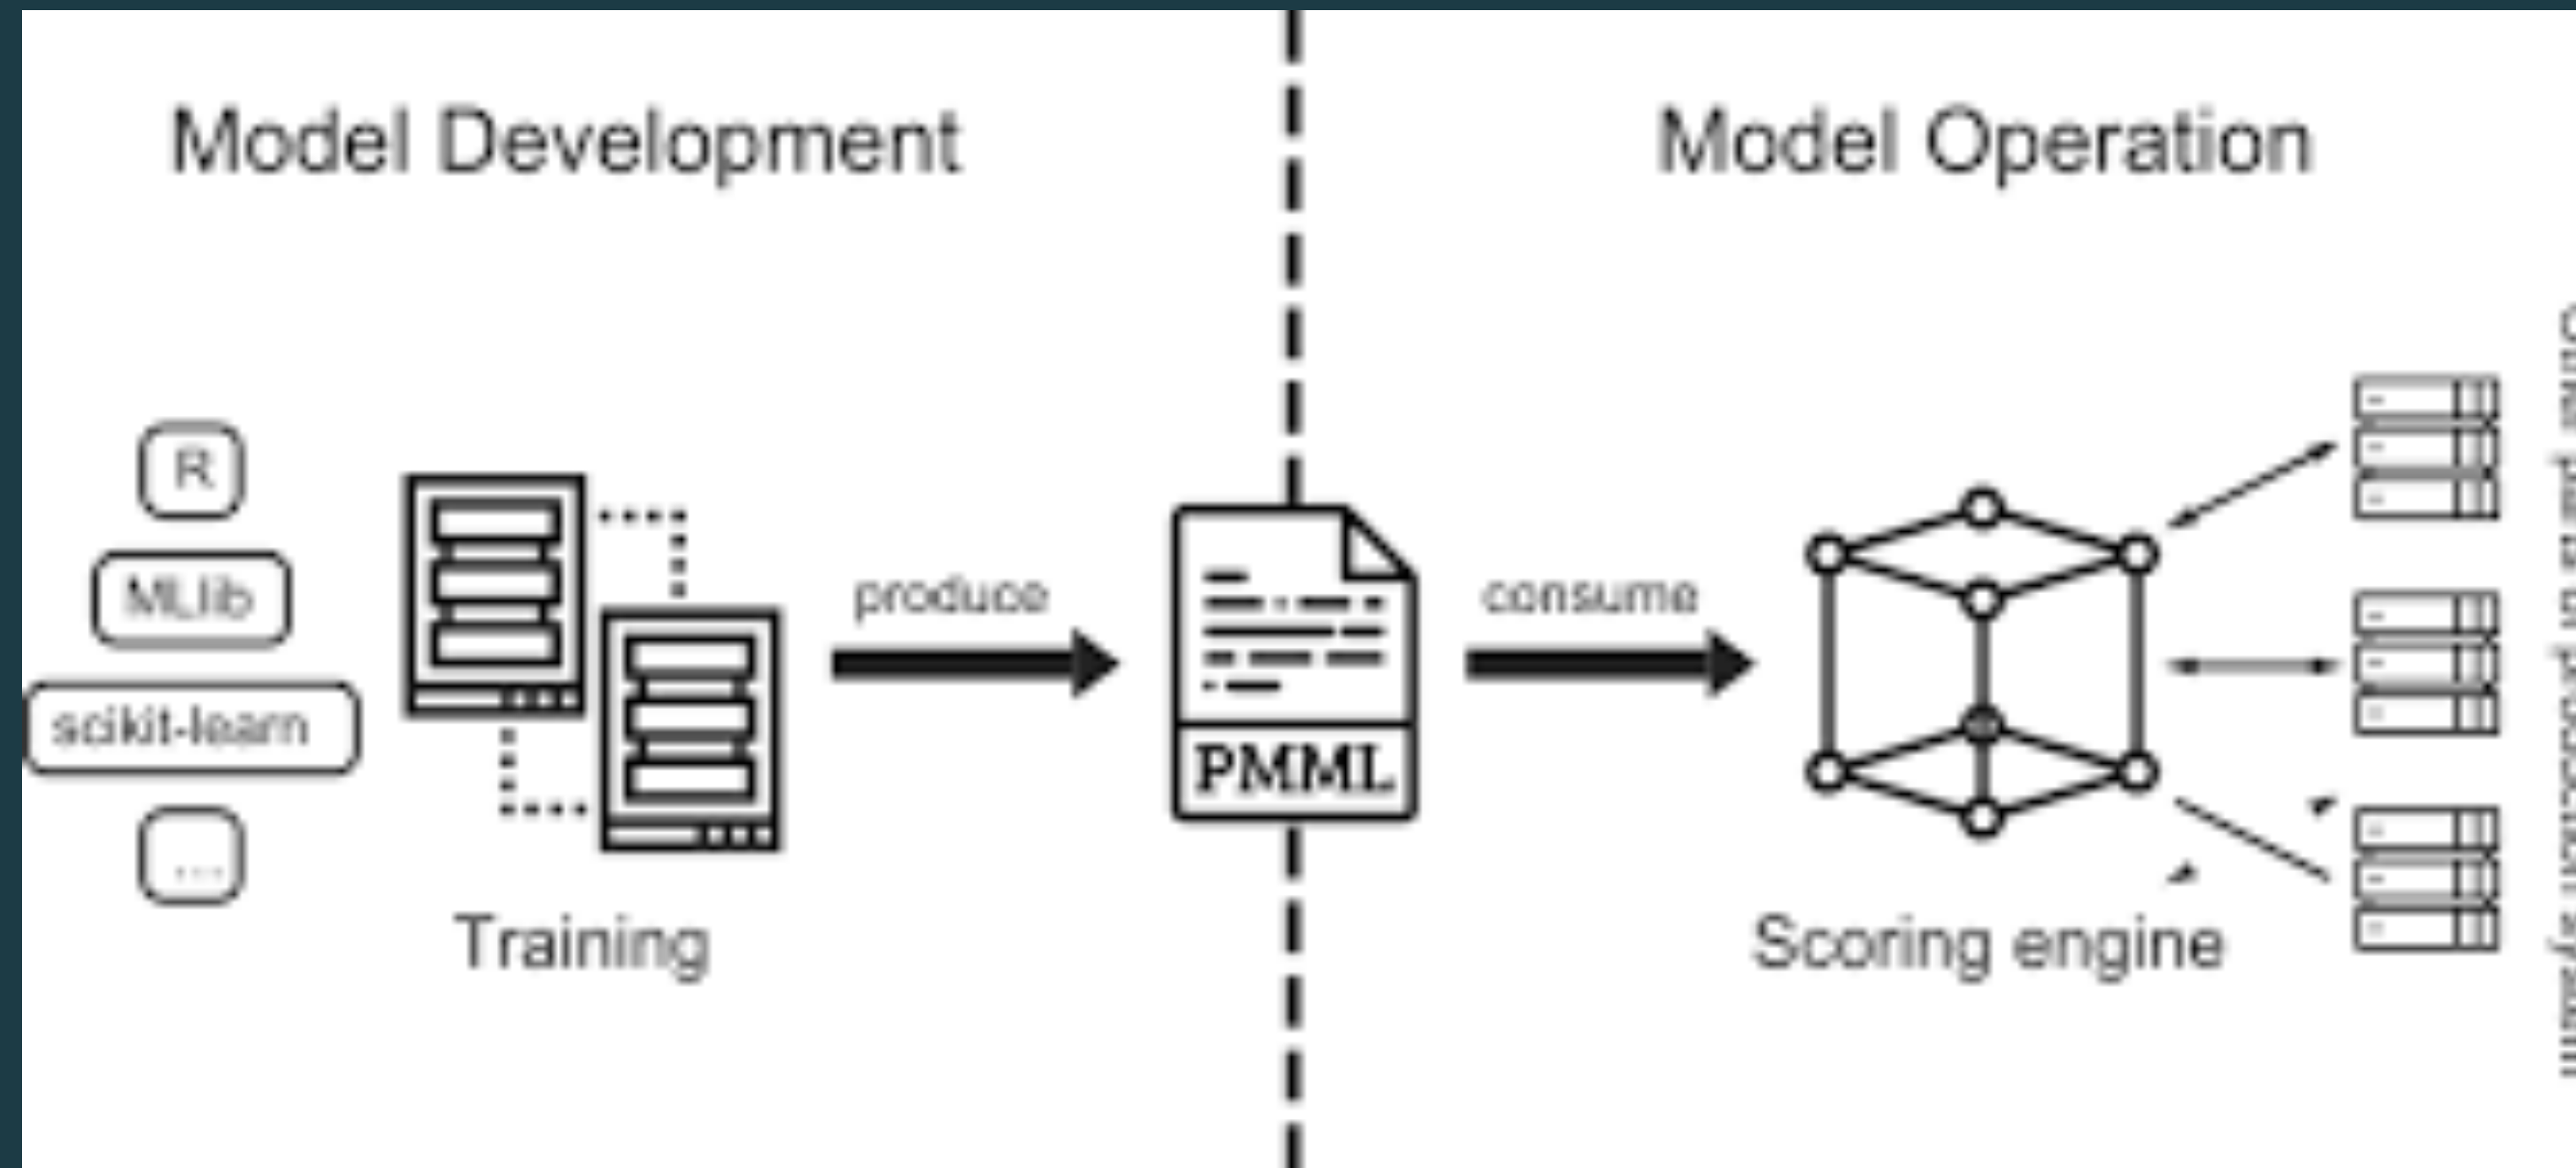 Model Development
Model Operation
R
MLlib
scikit-learn
...
Training
produce
PMML
consume
Scoring engine